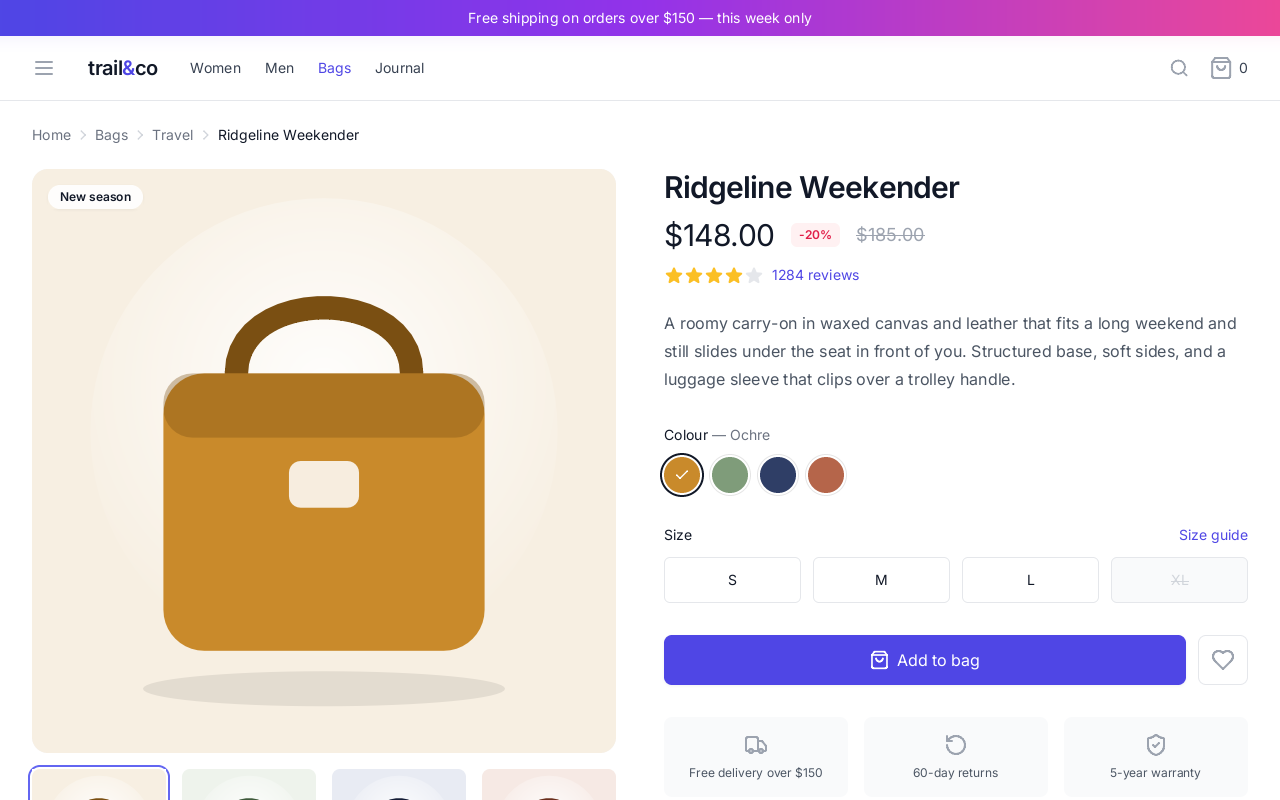 Free shipping on orders over $150 — this week only
trail&co Women Men Bags Journal 0
Home Bags Travel Ridgeline Weekender
New season
Ridgeline Weekender
$148.00 -20% $185.00
1284 reviews
A roomy carry-on in waxed canvas and leather that fits a long weekend and
still slides under the seat in front of you. Structured base, soft sides, and a
luggage sleeve that clips over a trolley handle.
Colour — Ochre
Size Size guide
S M L XL
Add to bag
Free delivery over $150 60-day returns 5-year warranty